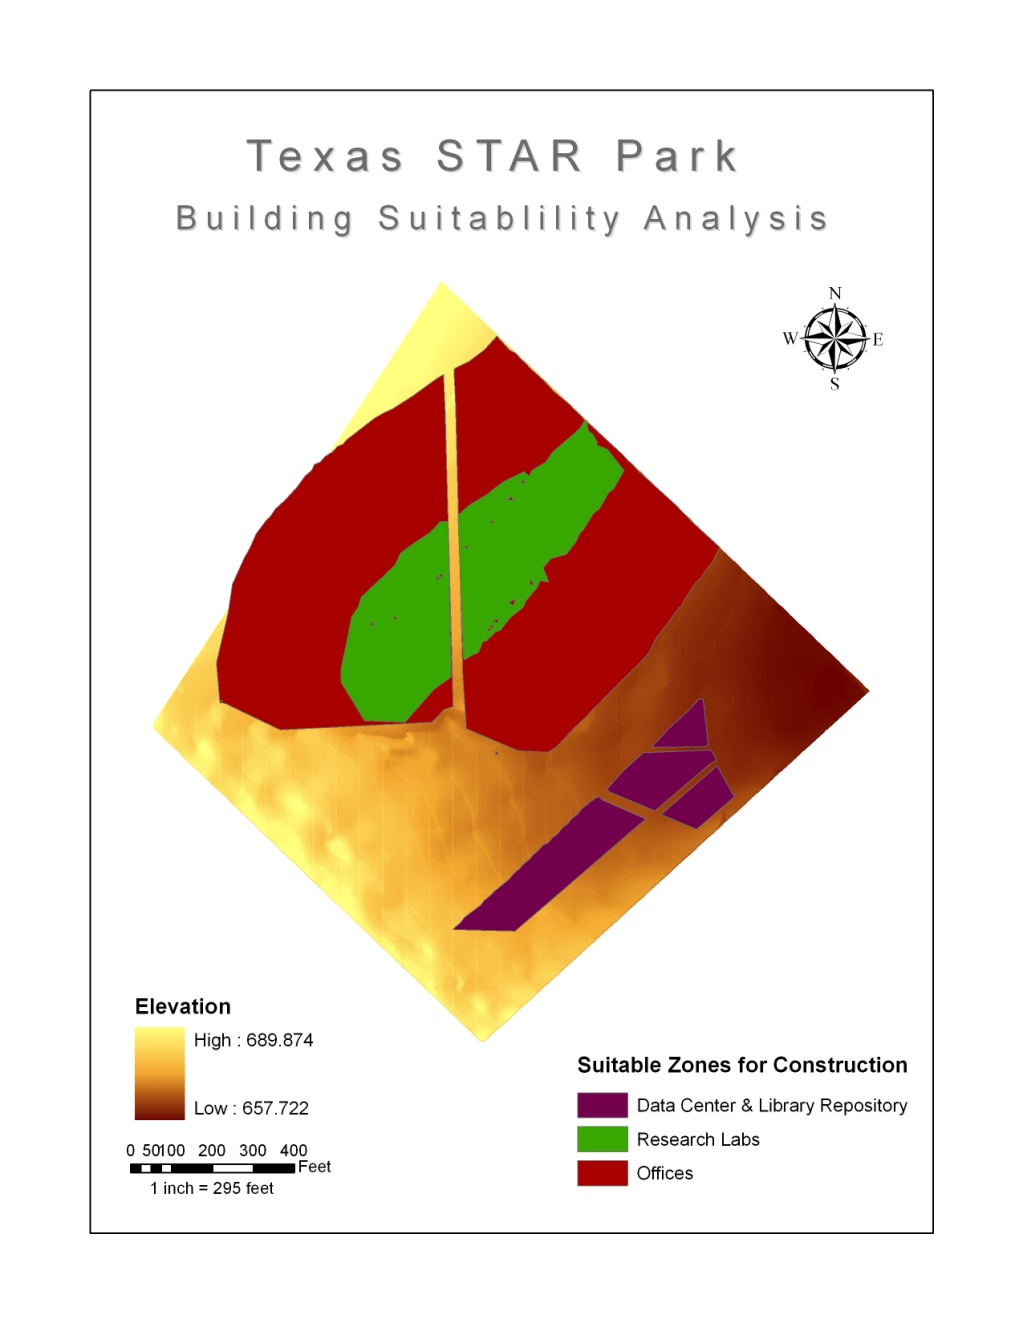 Texas STAR Park
Building Suitablility Analysis
N
W E
S
Elevation
High : 689.874
Low : 657.722
0 50100 200 300 400
Feet
1 inch = 295 feet
Suitable Zones for Construction
Data Center & Library Repository
Research Labs
Offices